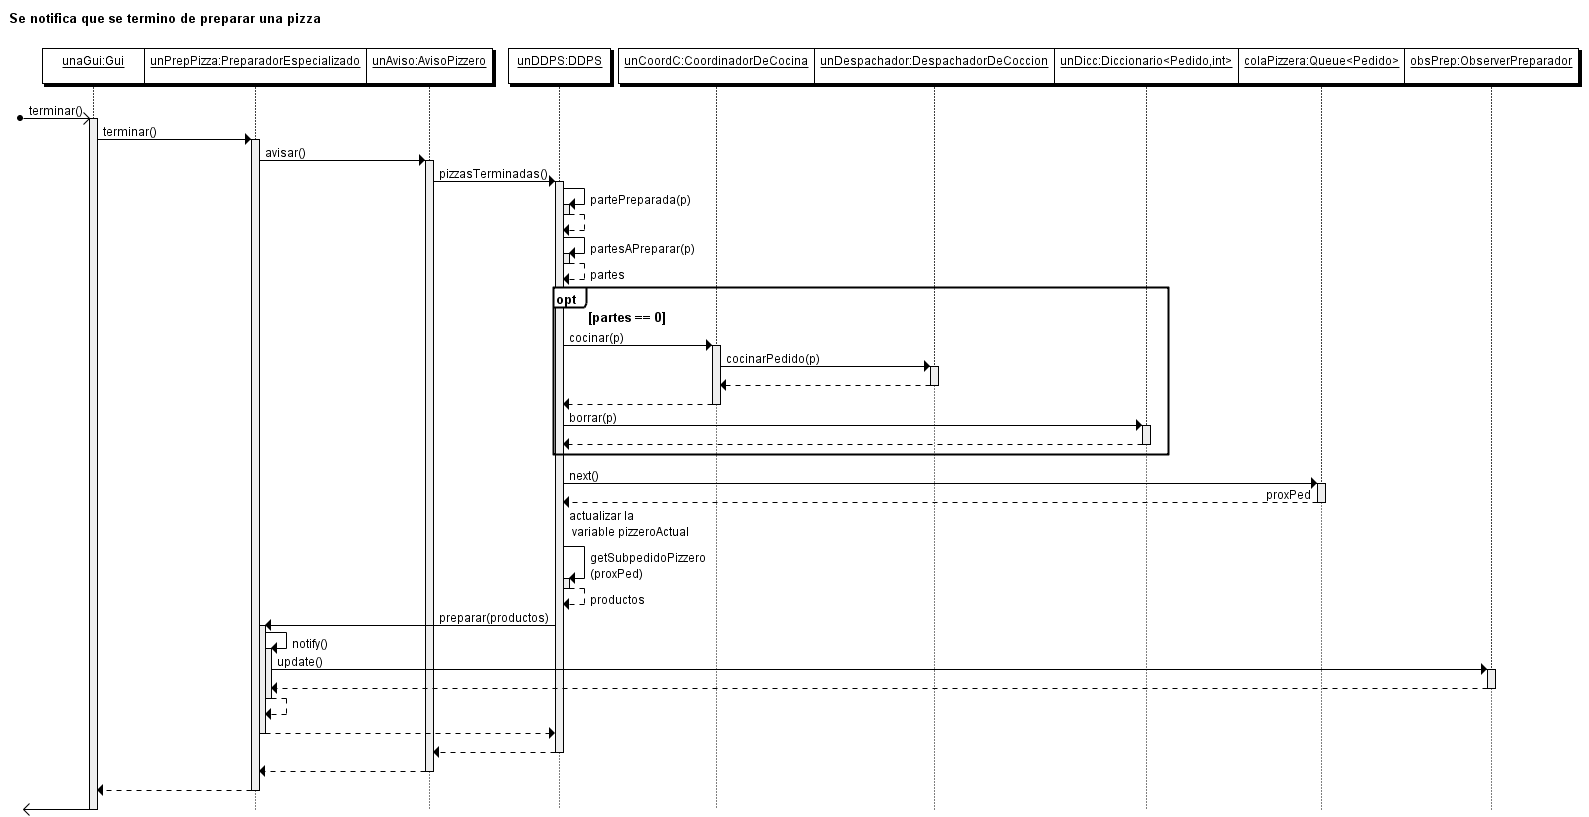 Se notifica que se termino de preparar una pizza
unaGui:Gui
unPrepPizza:PreparadorEspecializado
unAviso:AvisoPizzero
unDDPS:DDPS
unCoordC:CoordinadorDeCocina
unDespachador:DespachadorDeCoccion
unDicc:Diccionario<Pedido,int>
colaPizzera:Queue<Pedido>
obsPrep:ObserverPreparador
terminar()
terminar()
avisar()
pizzasTerminadas()
partePreparada(p)
partesAPreparar(p)
partes
opt
[partes == 0]
cocinar(p)
cocinarPedido(p)
borrar(p)
next()
proxPed
actualizar la
variable pizzeroActual
getSubpedidoPizzero
(proxPed)
productos
preparar(productos)
notify()
update()